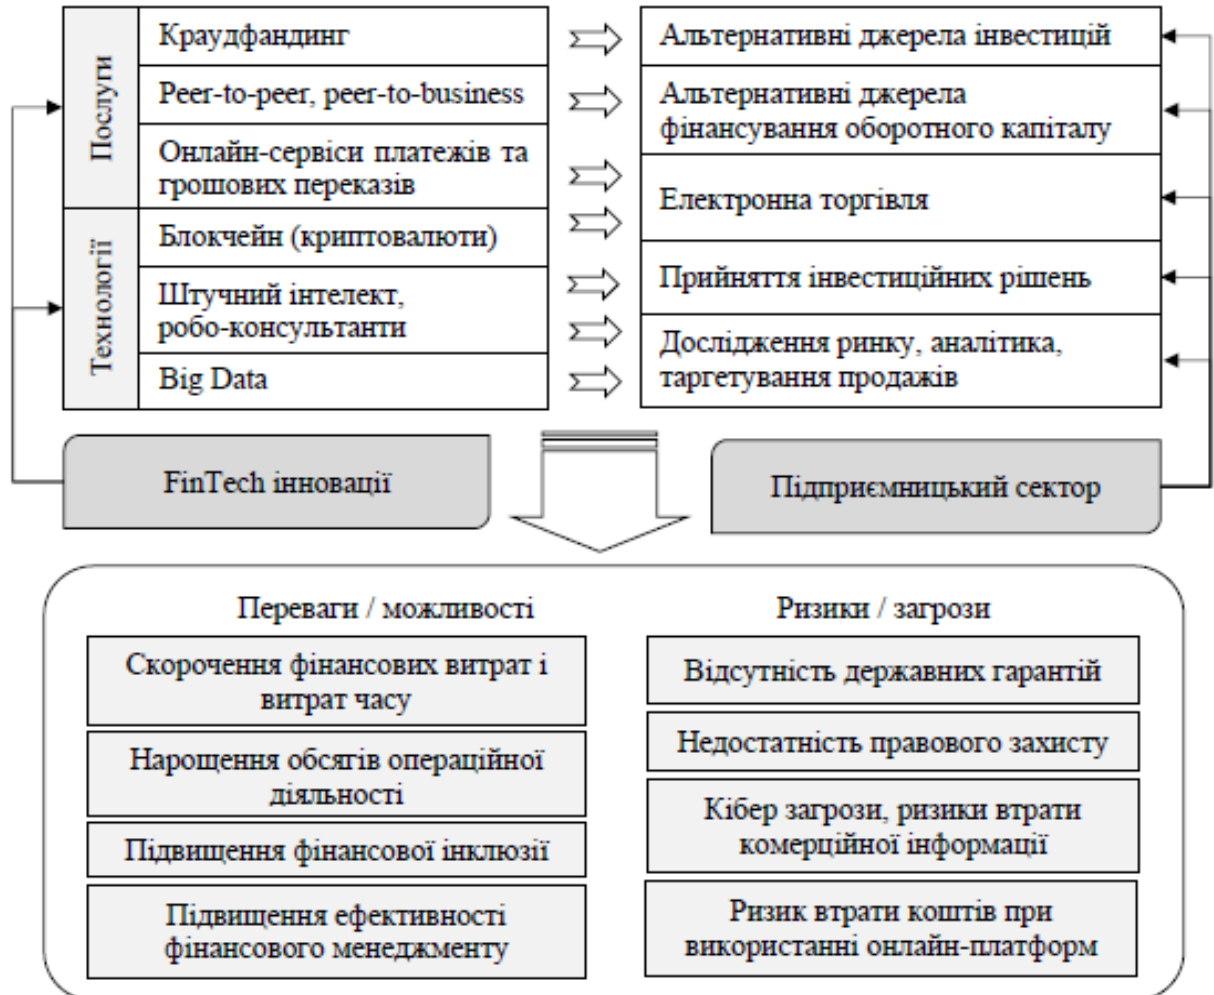 Послуги
Краудфандинг
Peer-to-peer, peer-to-business
Онлайн-сервіси платежів та
грошових переказів
Технології
Блокчейн (криптовалюти)
Штучний інтелект,
робо-консультанти
Big Data
Альтернативні джерела інвестицій
Альтернативні джерела
фінансування оборотного капіталу
Електронна торгівля
Прийняття інвестиційних рішень
Дослідження ринку, аналітика,
таргетування продажів
FinTech інновації
Підприємницький сектор
Переваги / можливості
Скорочення фінансових витрат і
витрат часу
Нарощення обсягів операційної
діяльності
Підвищення фінансової інклюзії
Підвищення ефективності
фінансового менеджменту
Ризики / загрози
Відсутність державних гарантій
Недостатність правового захисту
Кібер загрози, ризики втрати
комерційної інформації
Ризик втрати коштів при
використанні онлайн-платформ